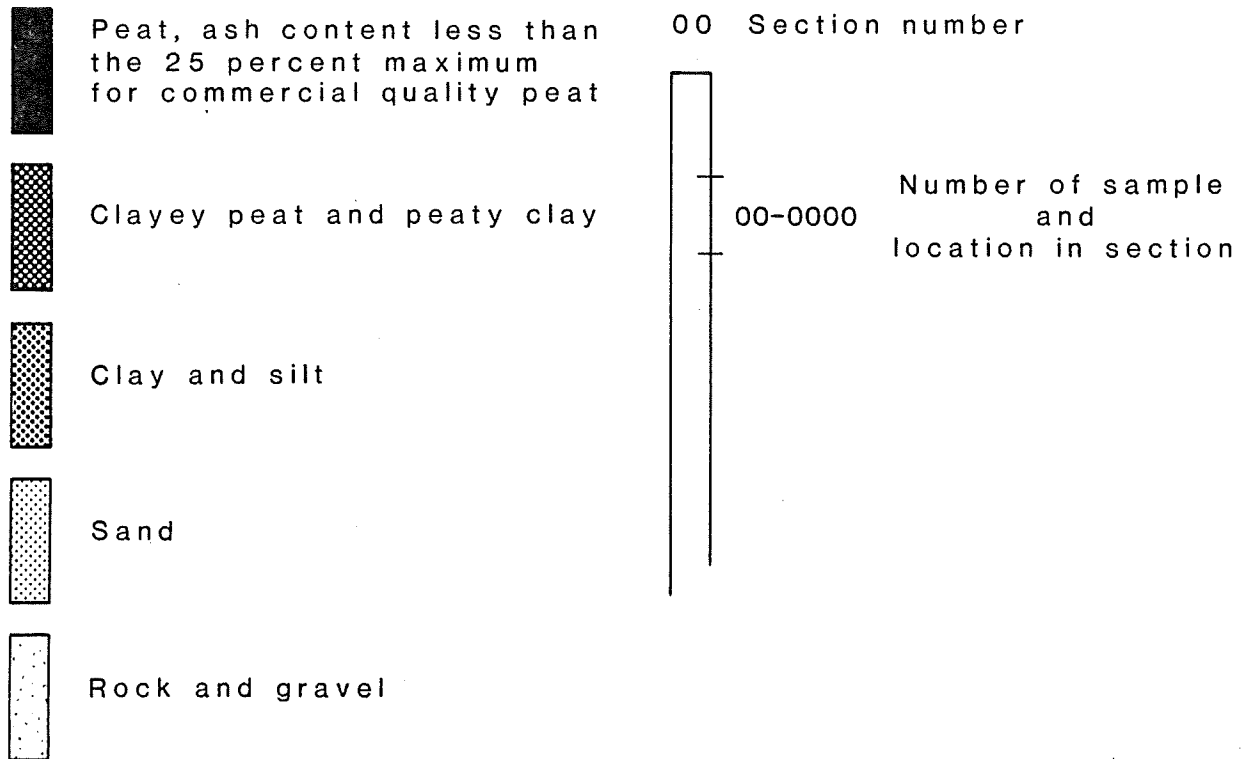 Peat, ash content less than
the 25 percent maximum
for commercial quality peat
Clayey peat and peaty clay
Clay and silt
Sand
Rock and gravel
00 Section number
00-0000
Number of sample
and
location in section